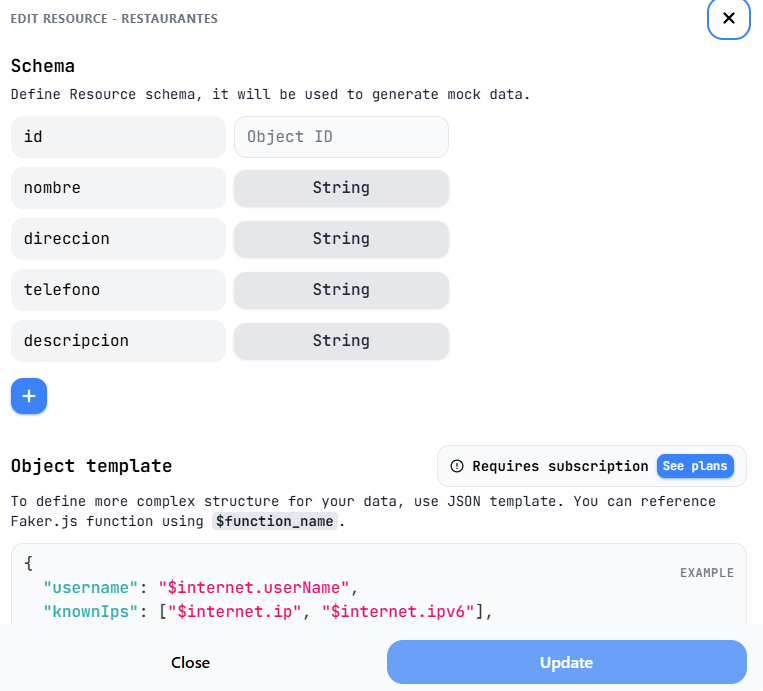 EDIT RESOURCE - RESTAURANTES
Schema
Define Resource schema, it will be used to generate mock data.
id Object ID
nombre String
direccion String
telefono String
descripcion String
+
Object template
Requires subscription See plans
To define more complex structure for your data, use JSON template. You can reference
Faker.js function using $function_name.
{
EXAMPLE
"username": "$internet.userName",
"knownIps": ["$internet.ip", "$internet.ipv6"],
Close Update